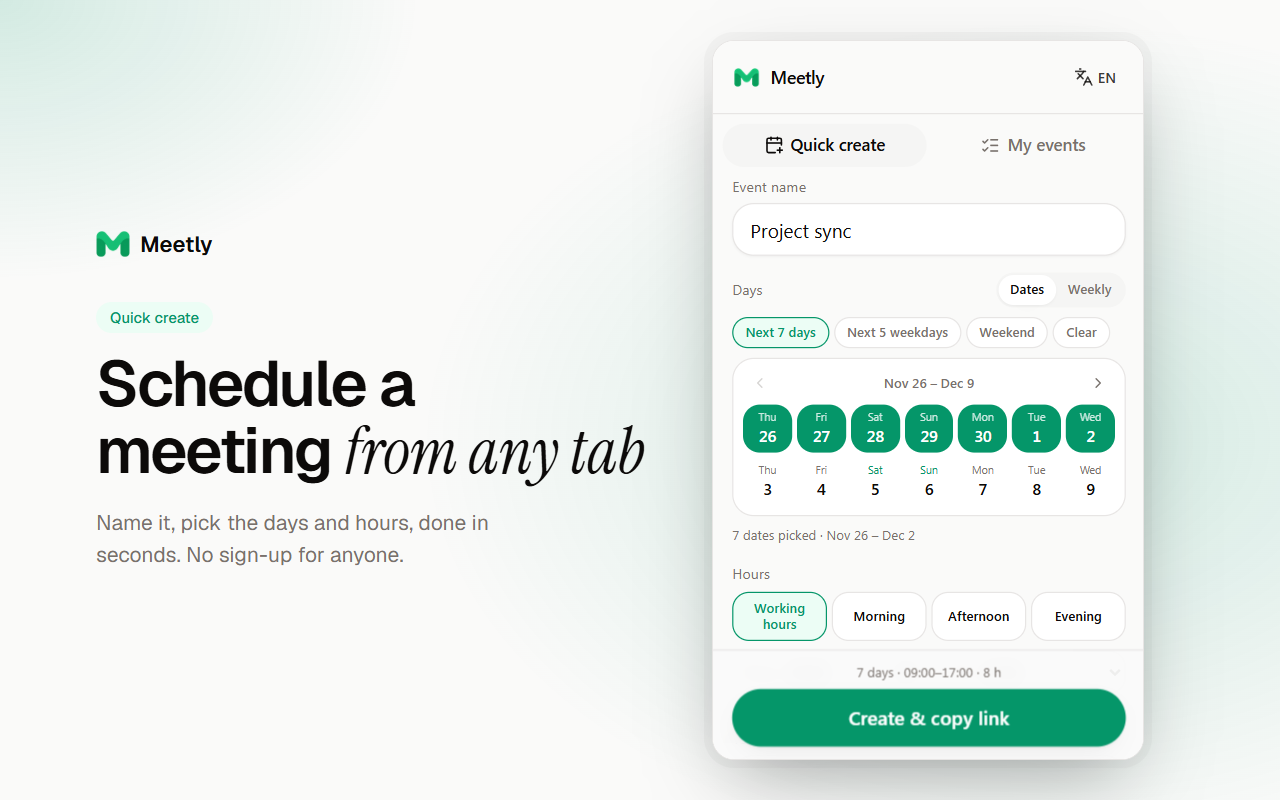 Meetly
Quick create
Schedule a
meeting from any tab
Name it, pick the days and hours, done in
seconds. No sign-up for anyone.
Meetly
EN
Quick create
My events
Event name
Project sync
Days
Dates
Weekly
Next 7 days
Next 5 weekdays
Weekend
Clear
Nov 26 – Dec 9
Thu Fri Sat Sun Mon Tue Wed
26 27 28 29 30 1 2
Thu Fri Sat Sun Mon Tue Wed
3 4 5 6 7 8 9
7 dates picked · Nov 26 – Dec 2
Hours
Working
hours
Morning
Afternoon
Evening
7 days · 09:00–17:00 · 8 h
Create & copy link